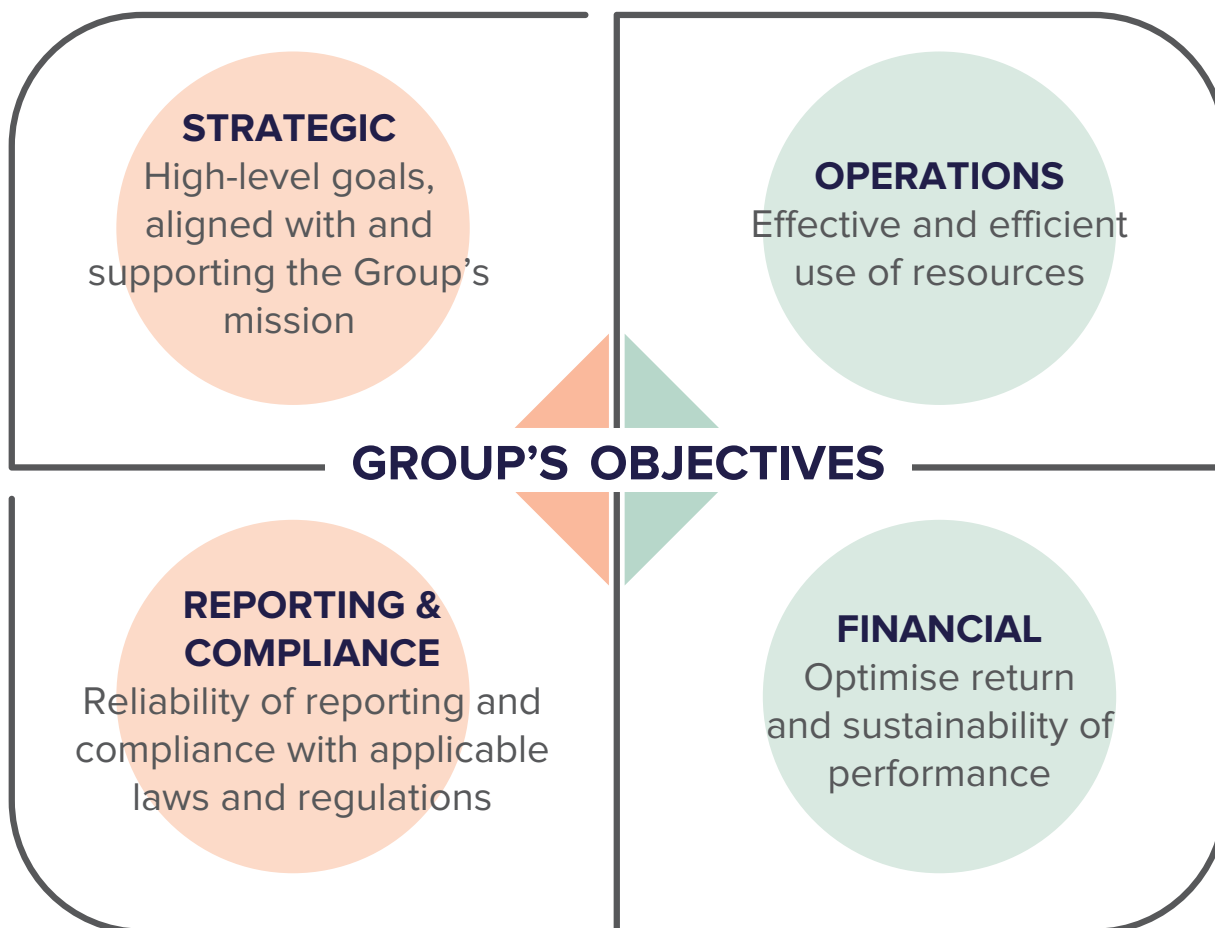 STRATEGIC
High-level goals,
aligned with and
supporting the Group’s
mission
OPERATIONS
Effective and efficient
use of resources
GROUP’S OBJECTIVES
REPORTING &
COMPLIANCE
Reliability of reporting and
compliance with applicable
laws and regulations
FINANCIAL
Optimise return
and sustainability of
performance